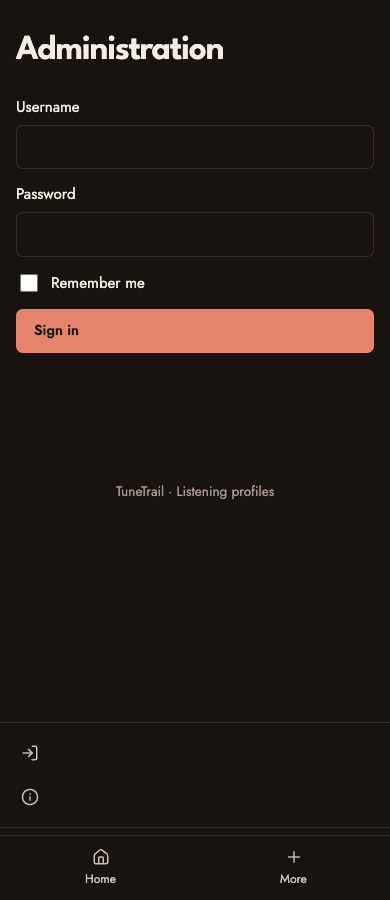 Administration
Username
Password
Remember me
Sign in
TuneTrail · Listening profiles
Home
More